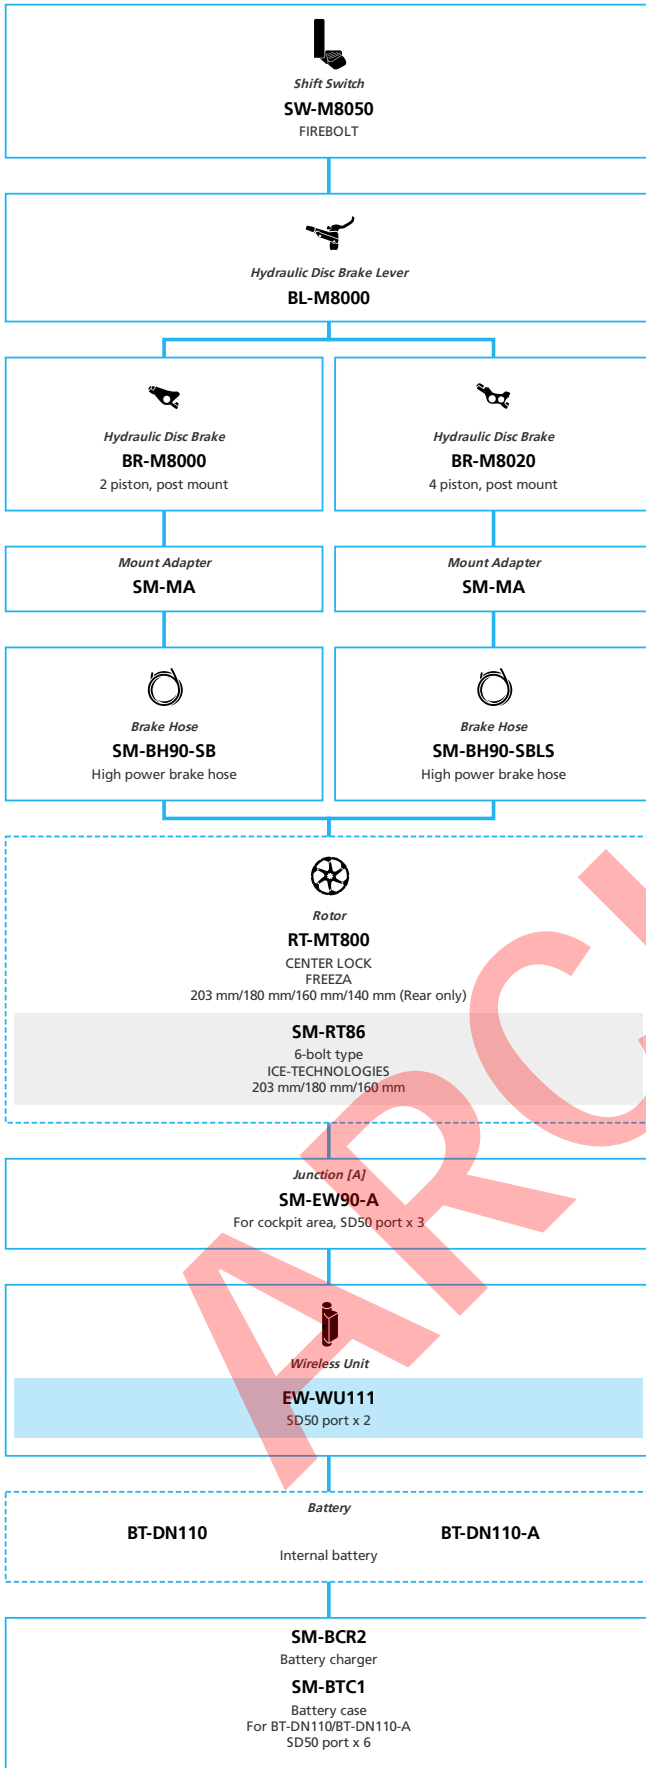 Shift Switch
SW-M8050
FIREBOLT
Hydraulic Disc Brake Lever
BL-M8000
Hydraulic Disc Brake
BR-M8000
2 piston, post mount
Hydraulic Disc Brake
BR-M8020
4 piston, post mount
Mount Adapter
SM-MA
Mount Adapter
SM-MA
Brake Hose
SM-BH90-SB
High power brake hose
Brake Hose
SM-BH90-SBLS
High power brake hose
Rotor
RT-MT800
CENTER LOCK
FREEZA
203 mm/180 mm/160 mm/140 mm (Rear only)
SM-RT86
6-bolt type
ICE-TECHNOLOGIES
203 mm/180 mm/160 mm
Junction [A]
SM-EW90-A
For cockpit area, SD50 port x 3
Wireless Unit
EW-WU111
SD50 port x 2
Battery
BT-DN110 BT-DN110-A
Internal battery
SM-BCR2
Battery charger
SM-BTC1
Battery case
For BT-DN110/BT-DN110-A
SD50 port x 6